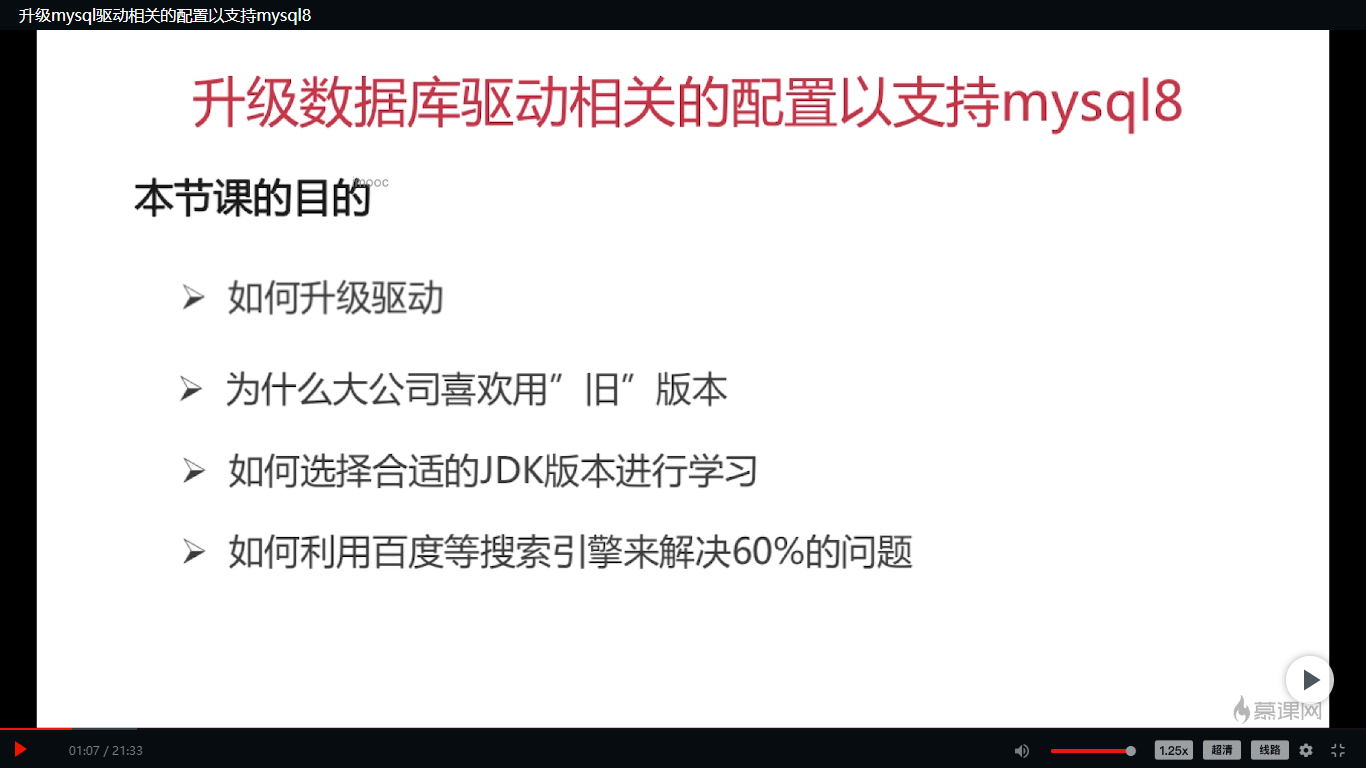 升级mysql驱动相关的配置以支持mysql8
升级数据库驱动相关的配置以支持mysql8
imooc
本节课的目的
如何升级驱动
为什么大公司喜欢用”旧”版本
如何选择合适的JDK版本进行学习
如何利用百度等搜索引擎来解决60%的问题
慕课网
01:07 / 21:33
1.25x 超清 线路